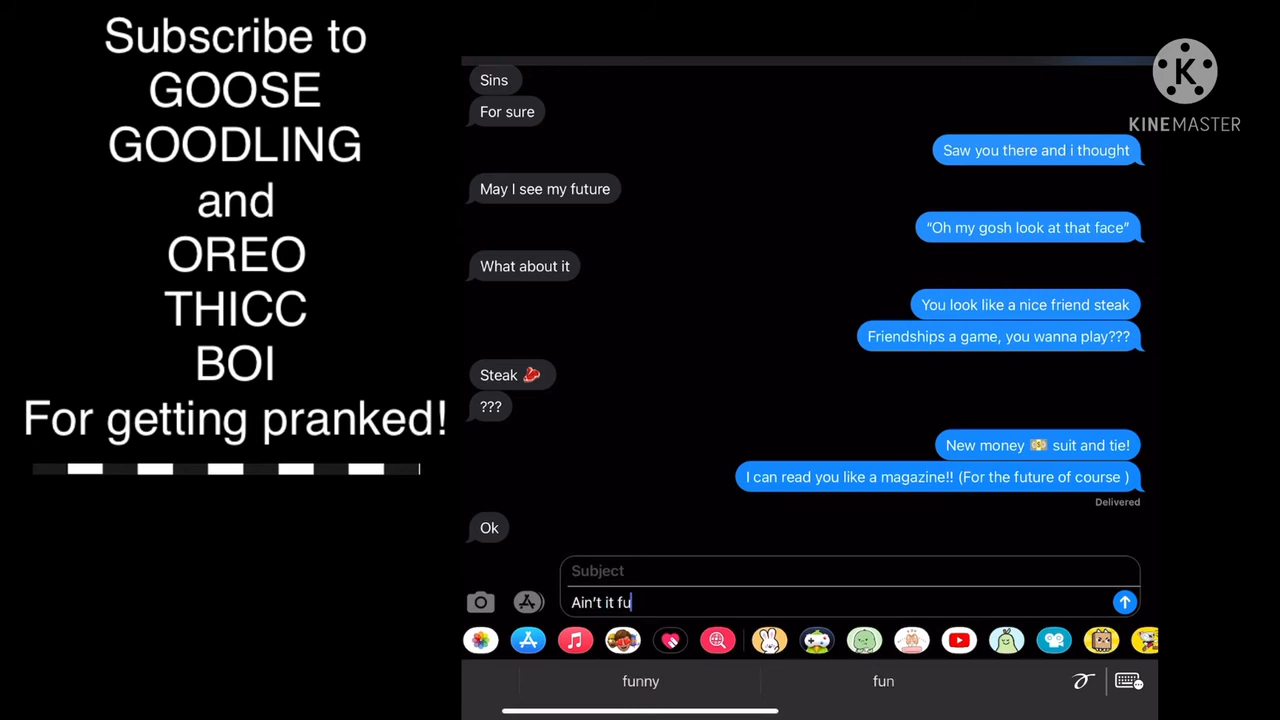 Subscribe to
GOOSE
GOODLING
and
OREO
THICC
BOI
For getting pranked!
KINEMASTER
Sins
For sure
Saw you there and i thought
May I see my future
“Oh my gosh look at that face”
What about it
You look like a nice friend steak
Friendships a game, you wanna play???
Steak 🥩
???
New money 💴 suit and tie!
I can read you like a magazine!! (For the future of course )
Delivered
Ok
Subject
Ain’t it fu
funny
fun